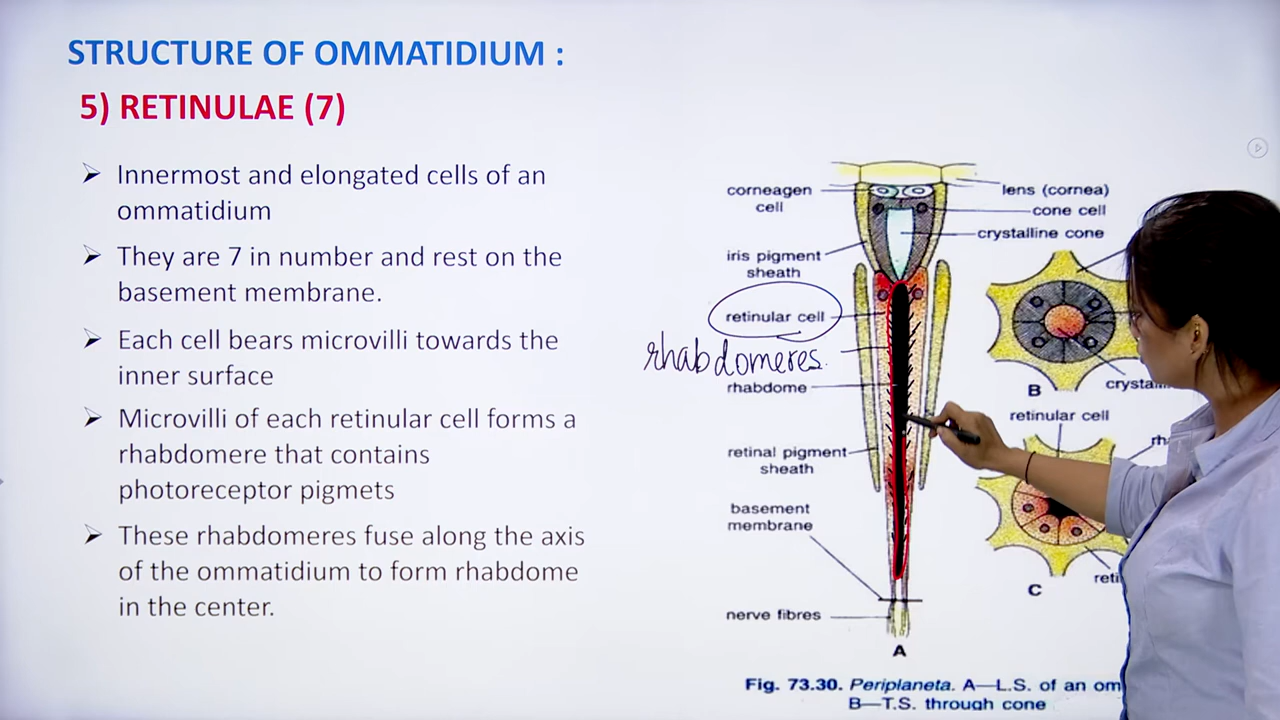 STRUCTURE OF OMMATIDIUM :
5) RETINULAE (7)
➢ Innermost and elongated cells of an
ommatidium
➢ They are 7 in number and rest on the
basement membrane.
➢ Each cell bears microvilli towards the
inner surface
➢ Microvilli of each retinular cell forms a
rhabdomere that contains
photoreceptor pigmets
➢ These rhabdomeres fuse along the axis
of the ommatidium to form rhabdome
in the center.
corneagen
cell
iris pigment
sheath
retinular cell
rhabdomeres.
rhabdome
retinal pigment
sheath
basement
membrane
nerve fibres
lens (cornea)
cone cell
crystalline cone
A
B
retinular cell
C
Fig. 73.30. Periplaneta. A—L.S. of an
B—T.S. through cone